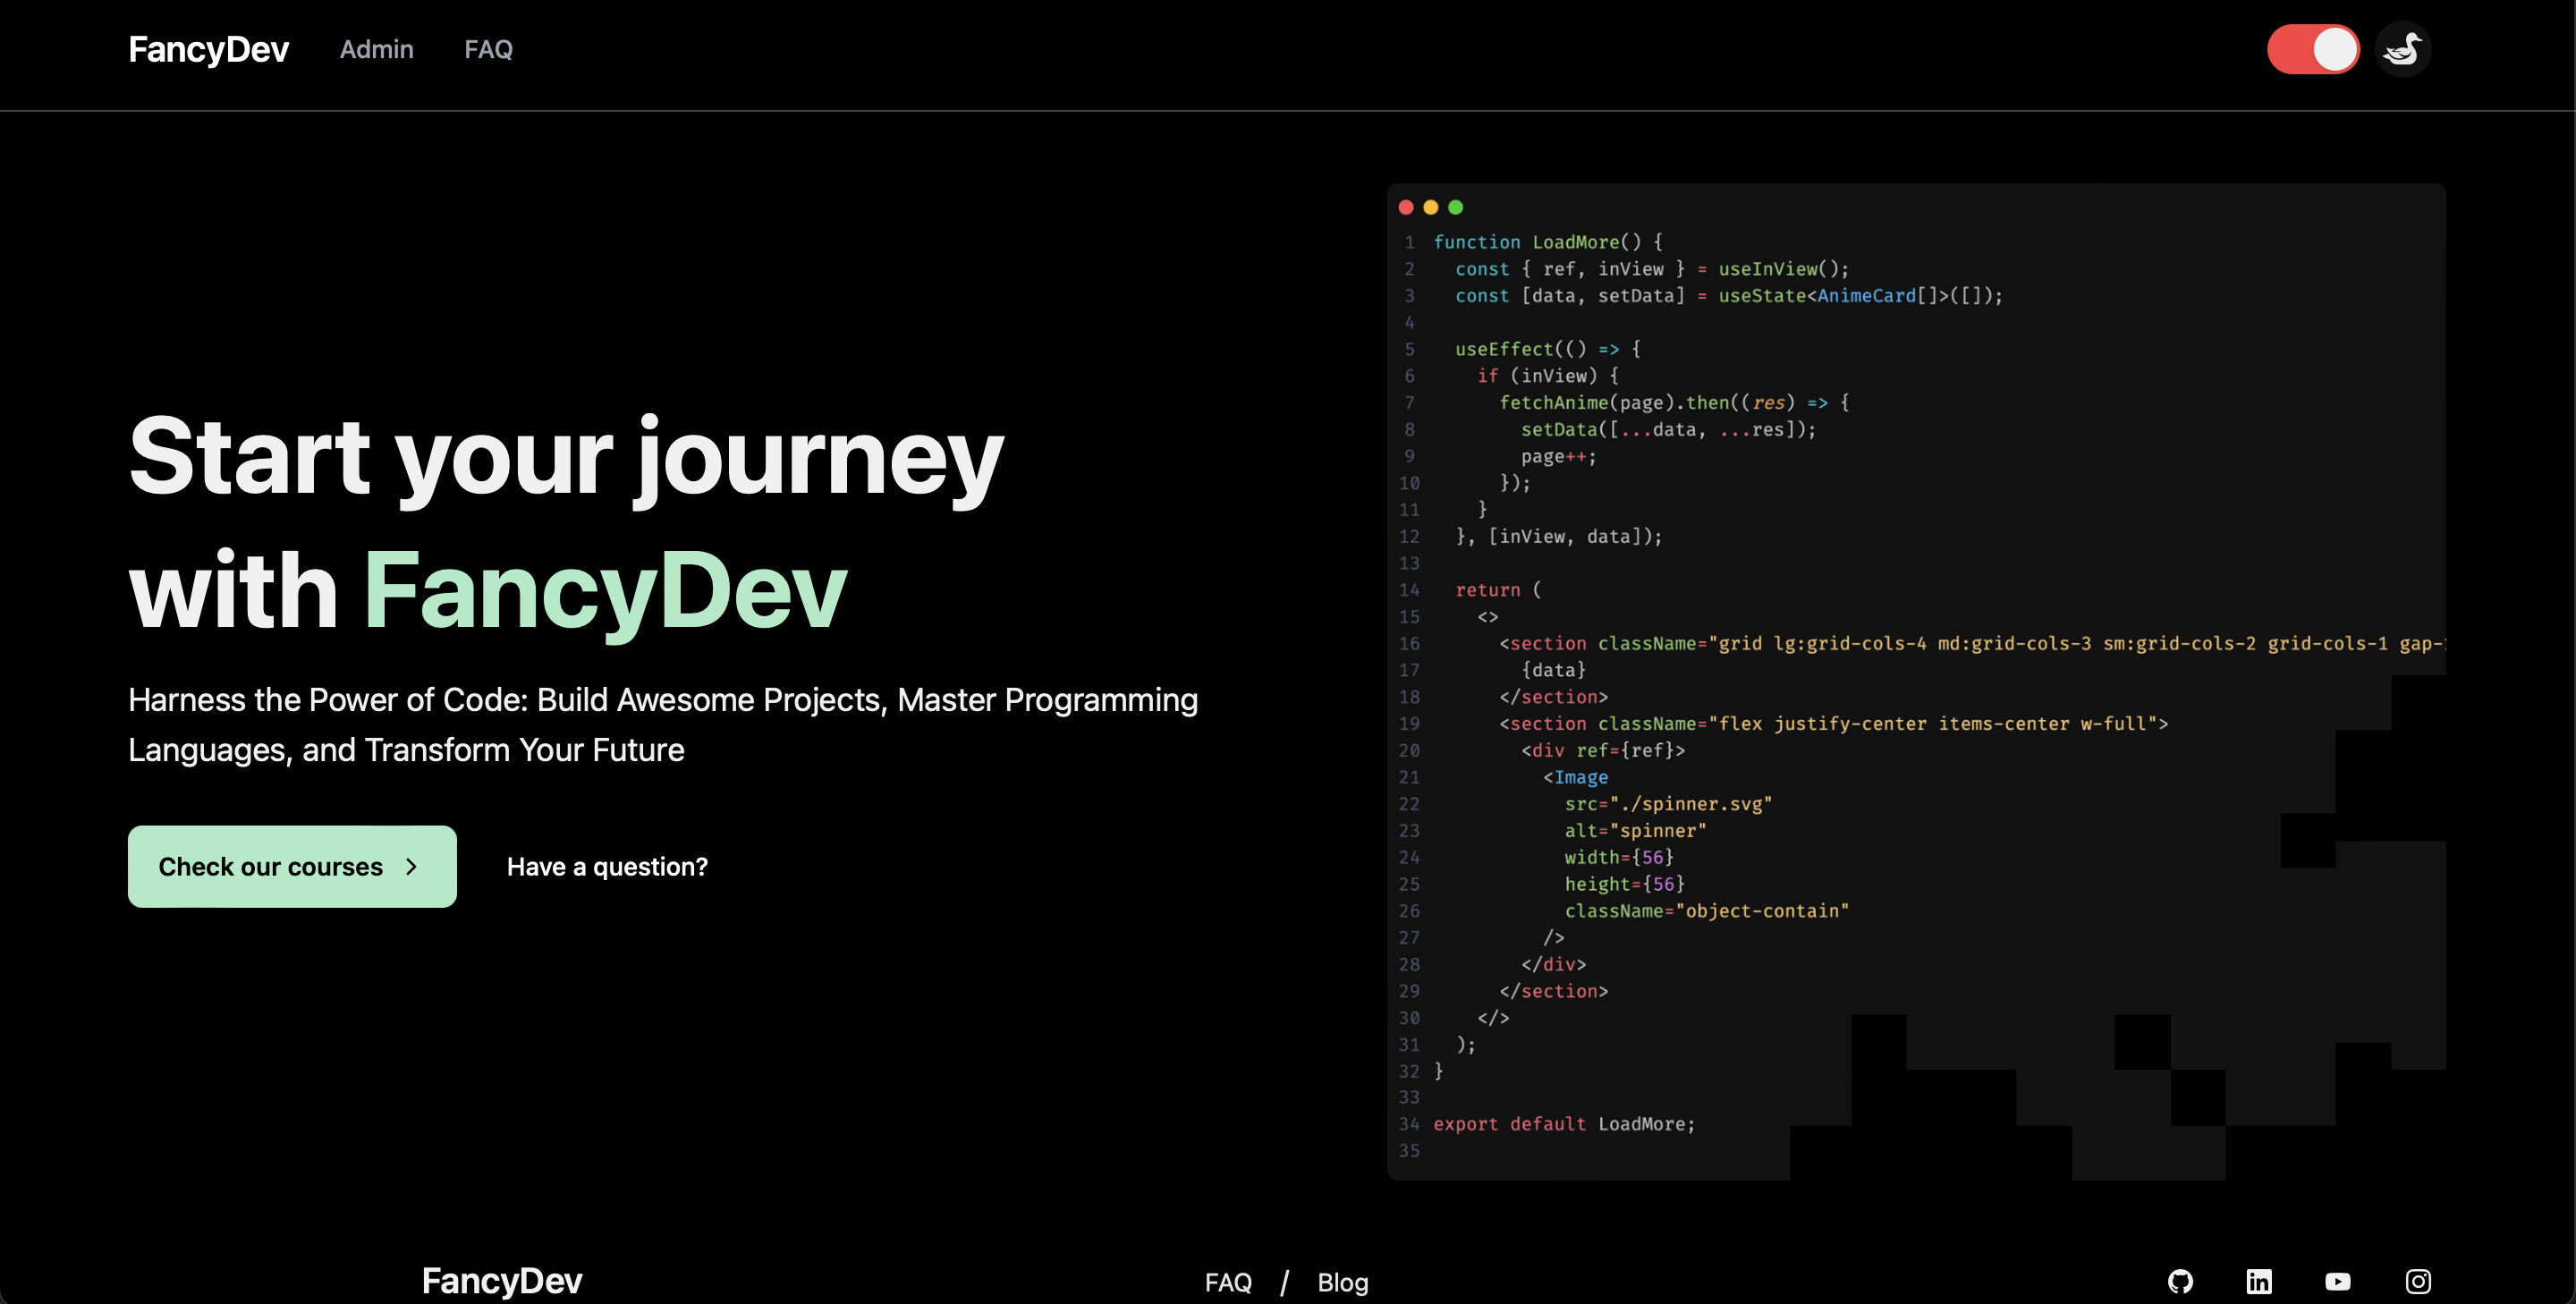 FancyDev Admin FAQ
Start your journey
with FancyDev
Harness the Power of Code: Build Awesome Projects, Master Programming
Languages, and Transform Your Future
Check our courses
Have a question?
1 function LoadMore() {
2 const { ref, inView } = useInView();
3 const [data, setData] = useState<AnimeCard[]>([]);
4
5 useEffect(() => {
6 if (inView) {
7 fetchAnime(page).then((res) => {
8 setData([...data, ...res]);
9 page++;
10 });
11 }
12 }, [inView, data]);
13
14 return (
15 <>
16 <section className="grid lg:grid-cols-4 md:grid-cols-3 sm:grid-cols-2 grid-cols-1 gap-
17 {data}
18 </section>
19 <section className="flex justify-center items-center w-full">
20 <div ref={ref}>
21 <Image
22 src="./spinner.svg"
23 alt="spinner"
24 width={56}
25 height={56}
26 className="object-contain"
27 />
28 </div>
29 </section>
30 </>
31 );
32 }
33
34 export default LoadMore;
35
FancyDev
FAQ / Blog